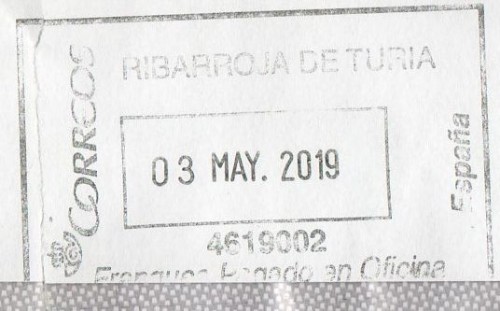 CORREOS
RIBARROJA DE TURIA
03 MAY. 2019
España
4619002
Franqueo Pagado en Oficina